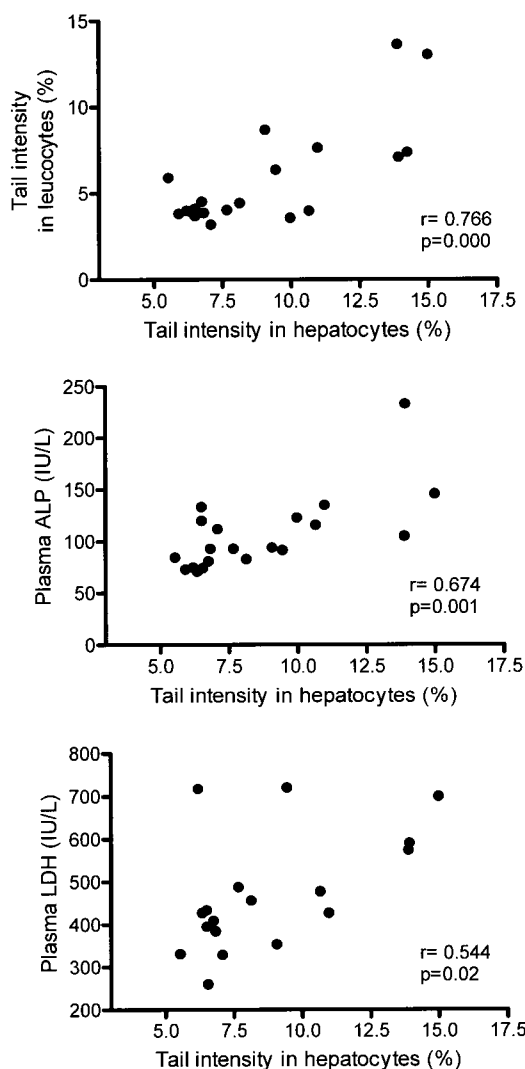 15
10
5
0
Tail intensity
in leucocytes (%)
r= 0.766
p=0.000
5.0 7.5 10.0 12.5 15.0 17.5
Tail intensity in hepatocytes (%)
250
200
150
100
50
0
Plasma ALP (IU/L)
r= 0.674
p=0.001
5.0 7.5 10.0 12.5 15.0 17.5
Tail intensity in hepatocytes (%)
800
700
600
500
400
300
200
Plasma LDH (IU/L)
r= 0.544
p=0.02
5.0 7.5 10.0 12.5 15.0 17.5
Tail intensity in hepatocytes (%)